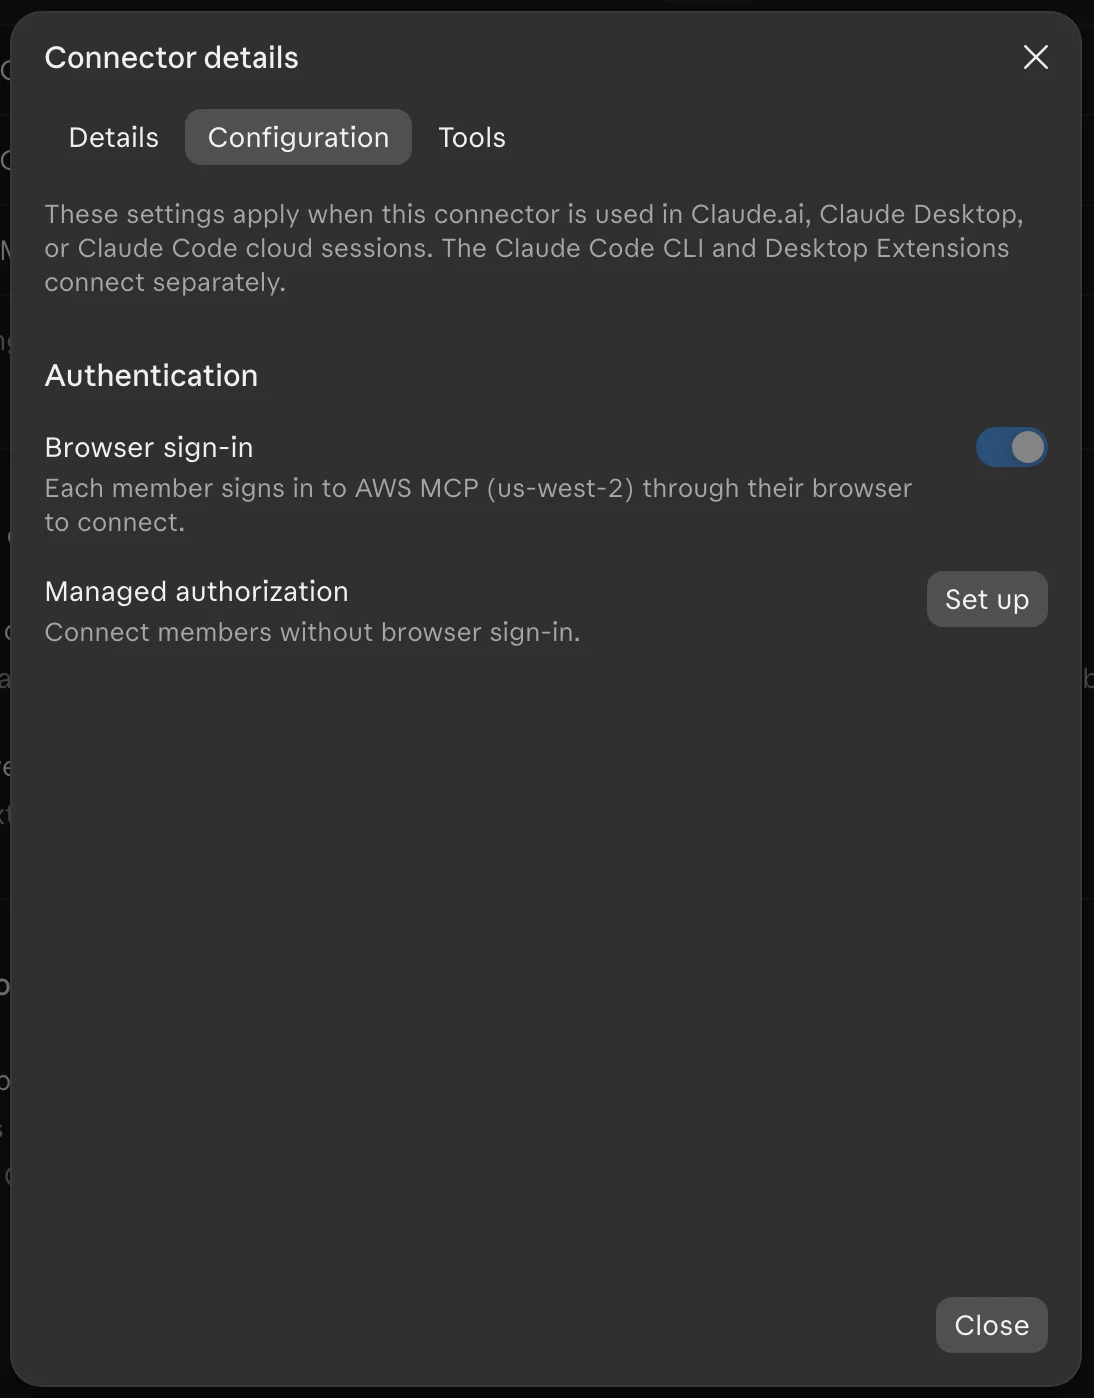 Connector details
Details Configuration Tools
These settings apply when this connector is used in Claude.ai, Claude Desktop,
or Claude Code cloud sessions. The Claude Code CLI and Desktop Extensions
connect separately.
Authentication
Browser sign-in
Each member signs in to AWS MCP (us-west-2) through their browser
to connect.
Managed authorization
Set up
Connect members without browser sign-in.
Close